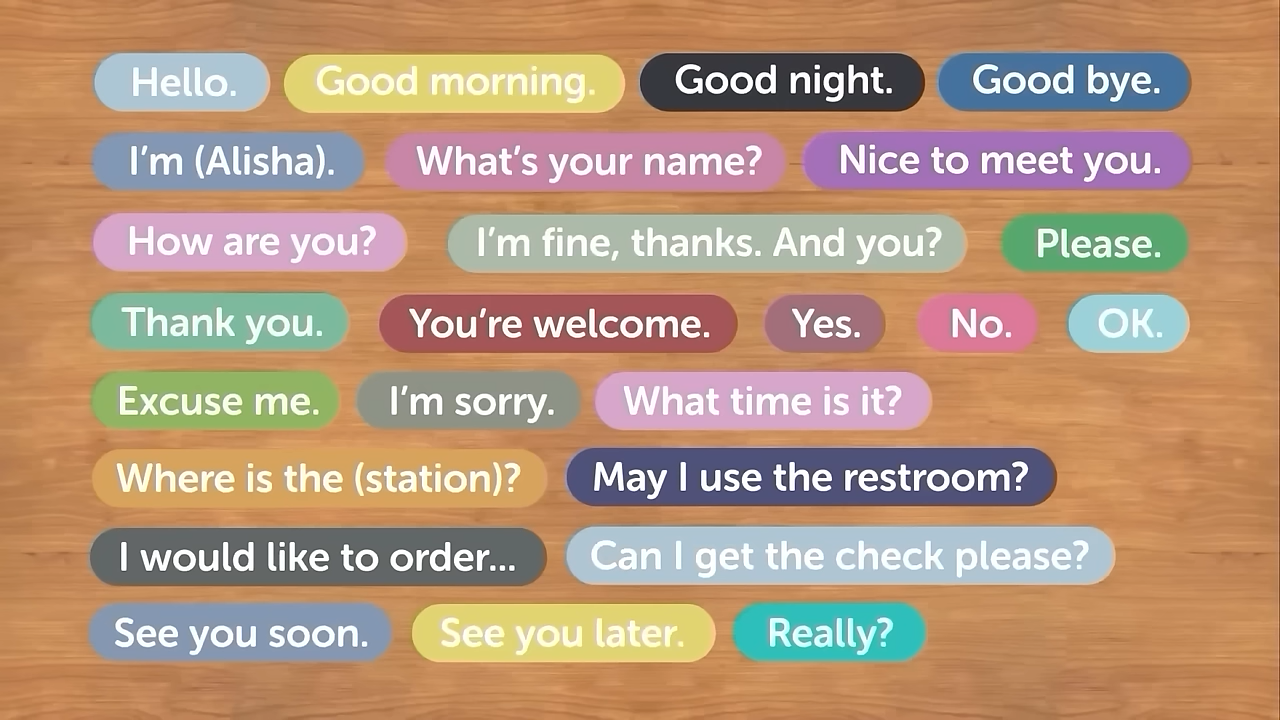 Hello. Good morning. Good night. Good bye.
I'm (Alisha). What's your name? Nice to meet you.
How are you? I'm fine, thanks. And you? Please.
Thank you. You're welcome. Yes. No. OK.
Excuse me. I'm sorry. What time is it?
Where is the (station)? May I use the restroom?
I would like to order... Can I get the check please?
See you soon. See you later. Really?